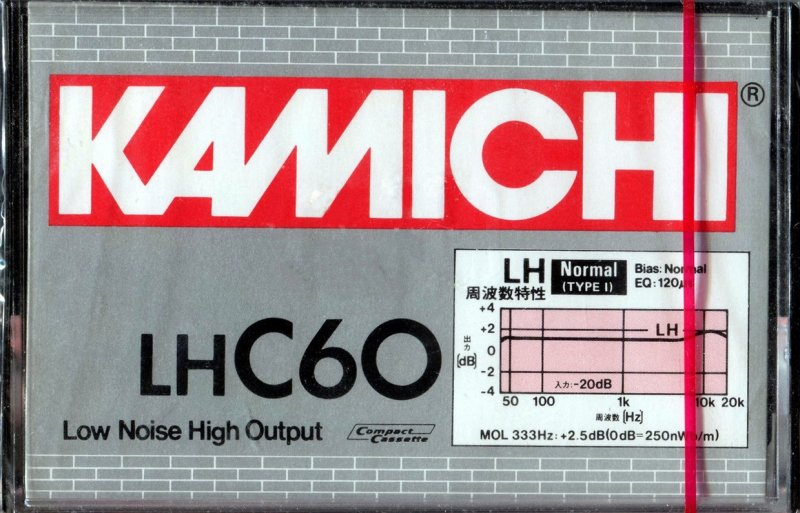 KAMICHI®
LH Normal (TYPE I) Bias: Normal EQ: 120μs
周波数特性
+4
+2
0
-2
-4
出力 (dB)
LH
入力: -20dB
50 100 1k 10k 20k
周波数 (Hz)
MOL 333Hz: +2.5dB(0dB=250nWb/m)
LHC60
Low Noise High Output
Compact Cassette